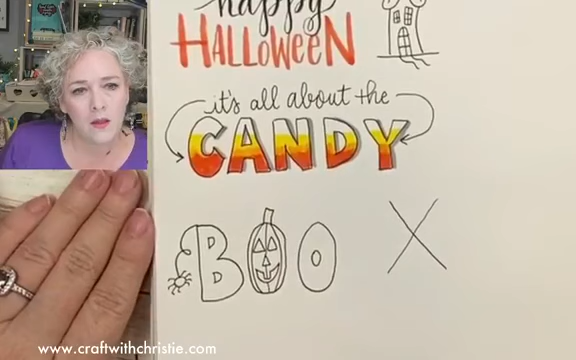 happy
HALLOWEEN
it's all about the
CANDY
BOO X
www.craftwithchristie.com